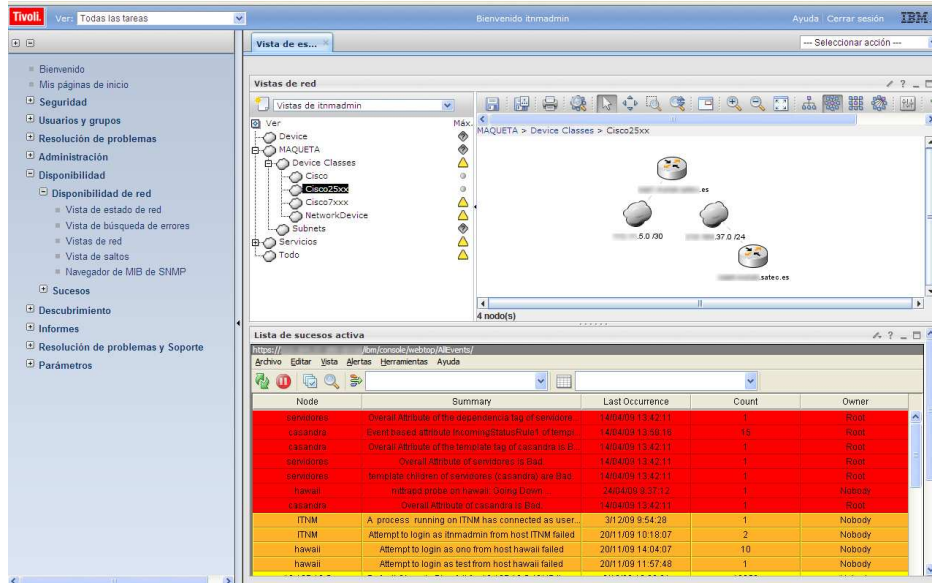 Tivoli. Ver: Todas las tareas
Bienvenido itnmadmin
Ayuda Cerrar sesión IBM.
Vista de es...
--- Seleccionar acción ---
Bienvenido
Mis páginas de inicio
Seguridad
Usuarios y grupos
Resolución de problemas
Administración
Disponibilidad
Disponibilidad de red
Vista de estado de red
Vista de búsqueda de errores
Vistas de red
Vista de saltos
Navegador de MIB de SNMP
Sucesos
Descubrimiento
Informes
Resolución de problemas y Soporte
Parámetros
Vistas de red
Vistas de itnmadmin
Ver Máx.
Device
MAQUETA
Device Classes
Cisco
Cisco25xx
Cisco7xxx
NetworkDevice
Subnets
Servicios
Todo
MAQUETA > Device Classes > Cisco25xx
.es
.5.0 /30
.37.0 /24
.satec.es
4 nodo(s)
Lista de sucesos activa
https:// /ibm/console/webtop/AllEvents/
Archivo Editar Vista Alertas Herramientas Ayuda
Node Summary Last Occurrence Count Owner
servidores Overall Attribute of the dependencia tag of servidore... 14/04/09 13:42:11 1 Root
casandra Event based attribute IncomingStatusRule1 of templ... 14/04/09 13:59:16 15 Root
casandra Overall Attribute of the template tag of casandra is B... 14/04/09 13:42:11 1 Root
servidores Overall Attribute of servidores is Bad. 14/04/09 13:42:11 1 Root
servidores template children of servidores (casandra) are Bad. 14/04/09 13:42:11 1 Root
hawaii mttrapd probe on hawaii: Going Down... 24/04/09 9:37:12 1 Nobody
casandra Overall Attribute of casandra is Bad. 14/04/09 13:42:11 1 Root
ITNM A process running on ITNM has connected as user... 3/12/09 9:54:28 1 Nobody
ITNM Attempt to login as itnmadmin from host ITNM failed 20/11/09 10:18:07 2 Nobody
hawaii Attempt to login as ono from host hawaii failed 20/11/09 14:04:07 10 Nobody
hawaii Attempt to login as test from host hawaii failed 20/11/09 11:57:48 1 Nobody